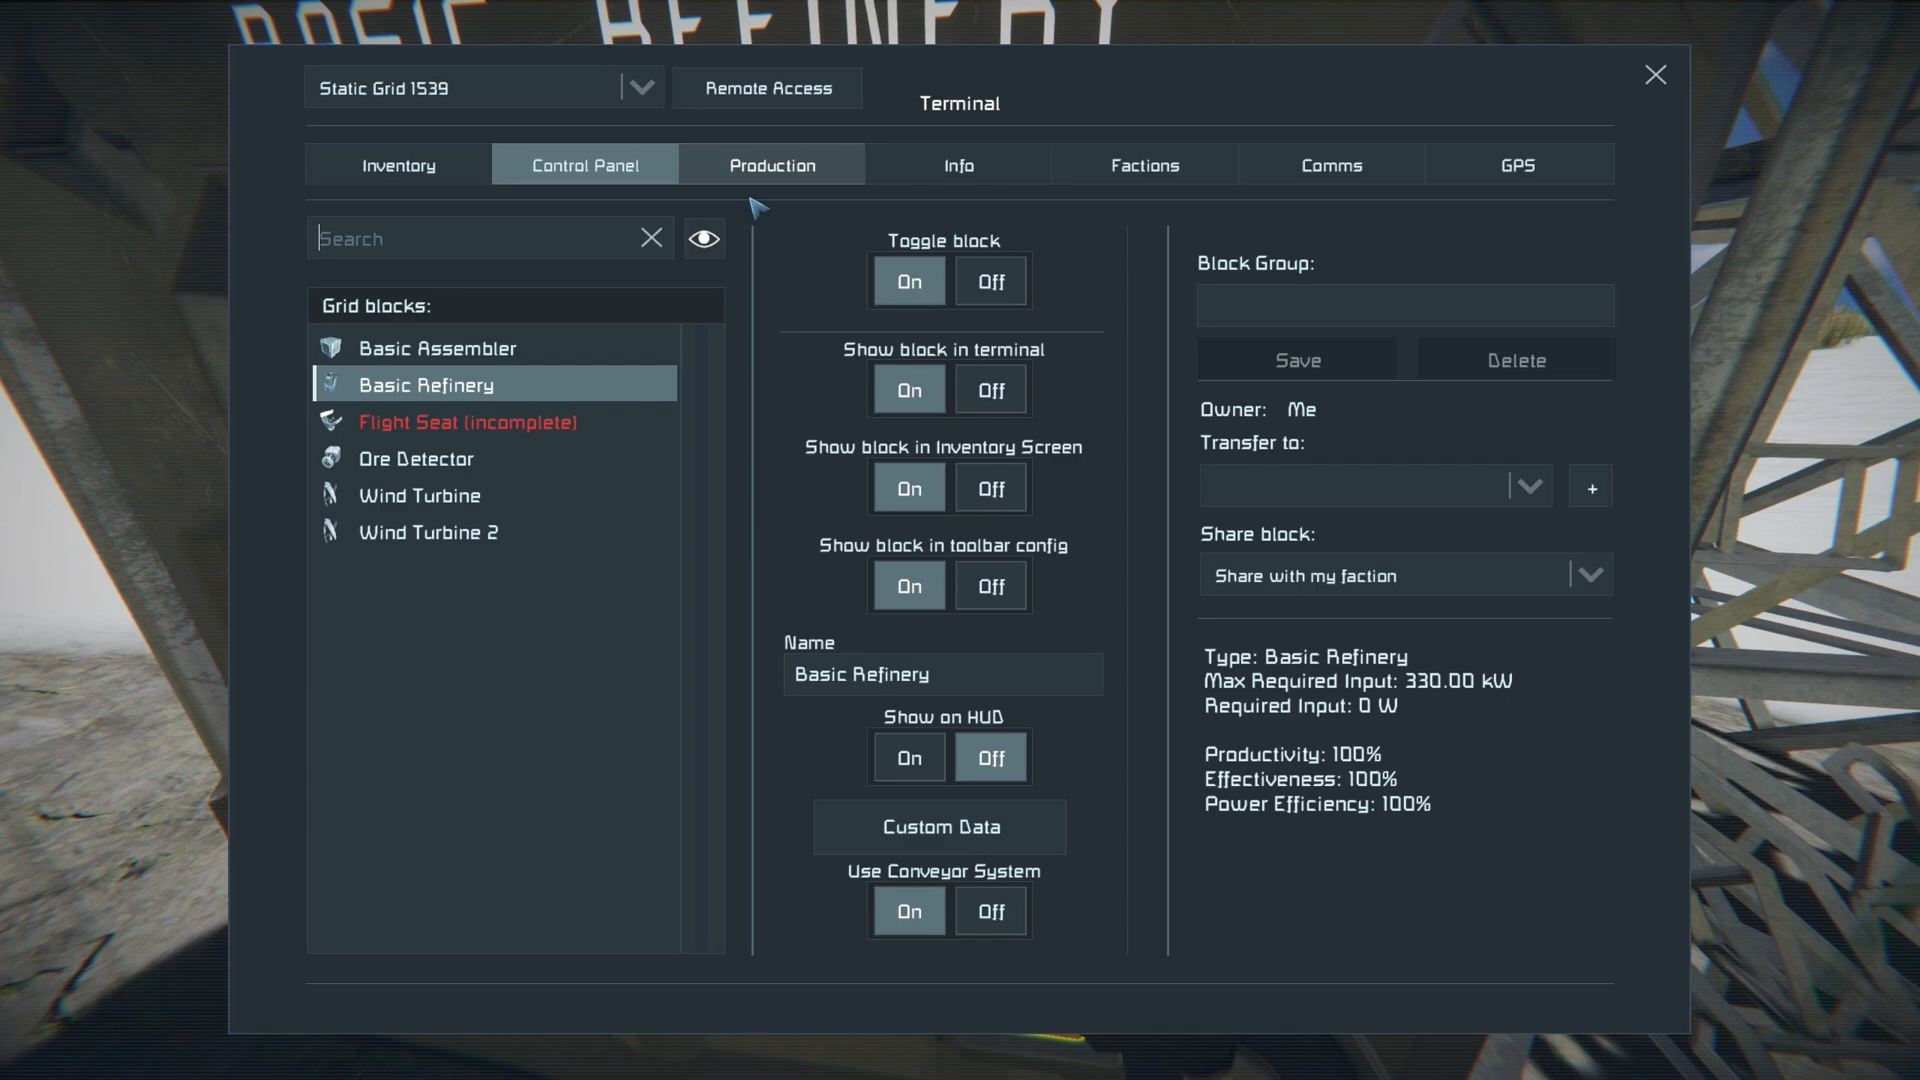 BASIC REFINERY
Static Grid 1539
Remote Access
Terminal
Inventory
Control Panel
Production
Info
Factions
Comms
GPS
Search
Grid blocks:
Basic Assembler
Basic Refinery
Flight Seat (incomplete)
Ore Detector
Wind Turbine
Wind Turbine 2
Toggle block
On Off
Show block in terminal
On Off
Show block in Inventory Screen
On Off
Show block in toolbar config
On Off
Name
Basic Refinery
Show on HUD
On Off
Custom Data
Use Conveyor System
On Off
Block Group:
Save
Delete
Owner: Me
Transfer to:
+
Share block:
Share with my faction
Type: Basic Refinery
Max Required Input: 330.00 kW
Required Input: 0 W
Productivity: 100%
Effectiveness: 100%
Power Efficiency: 100%